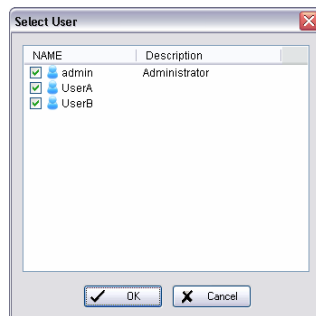 Select User
NAME Description
admin Administrator
UserA
UserB
OK Cancel